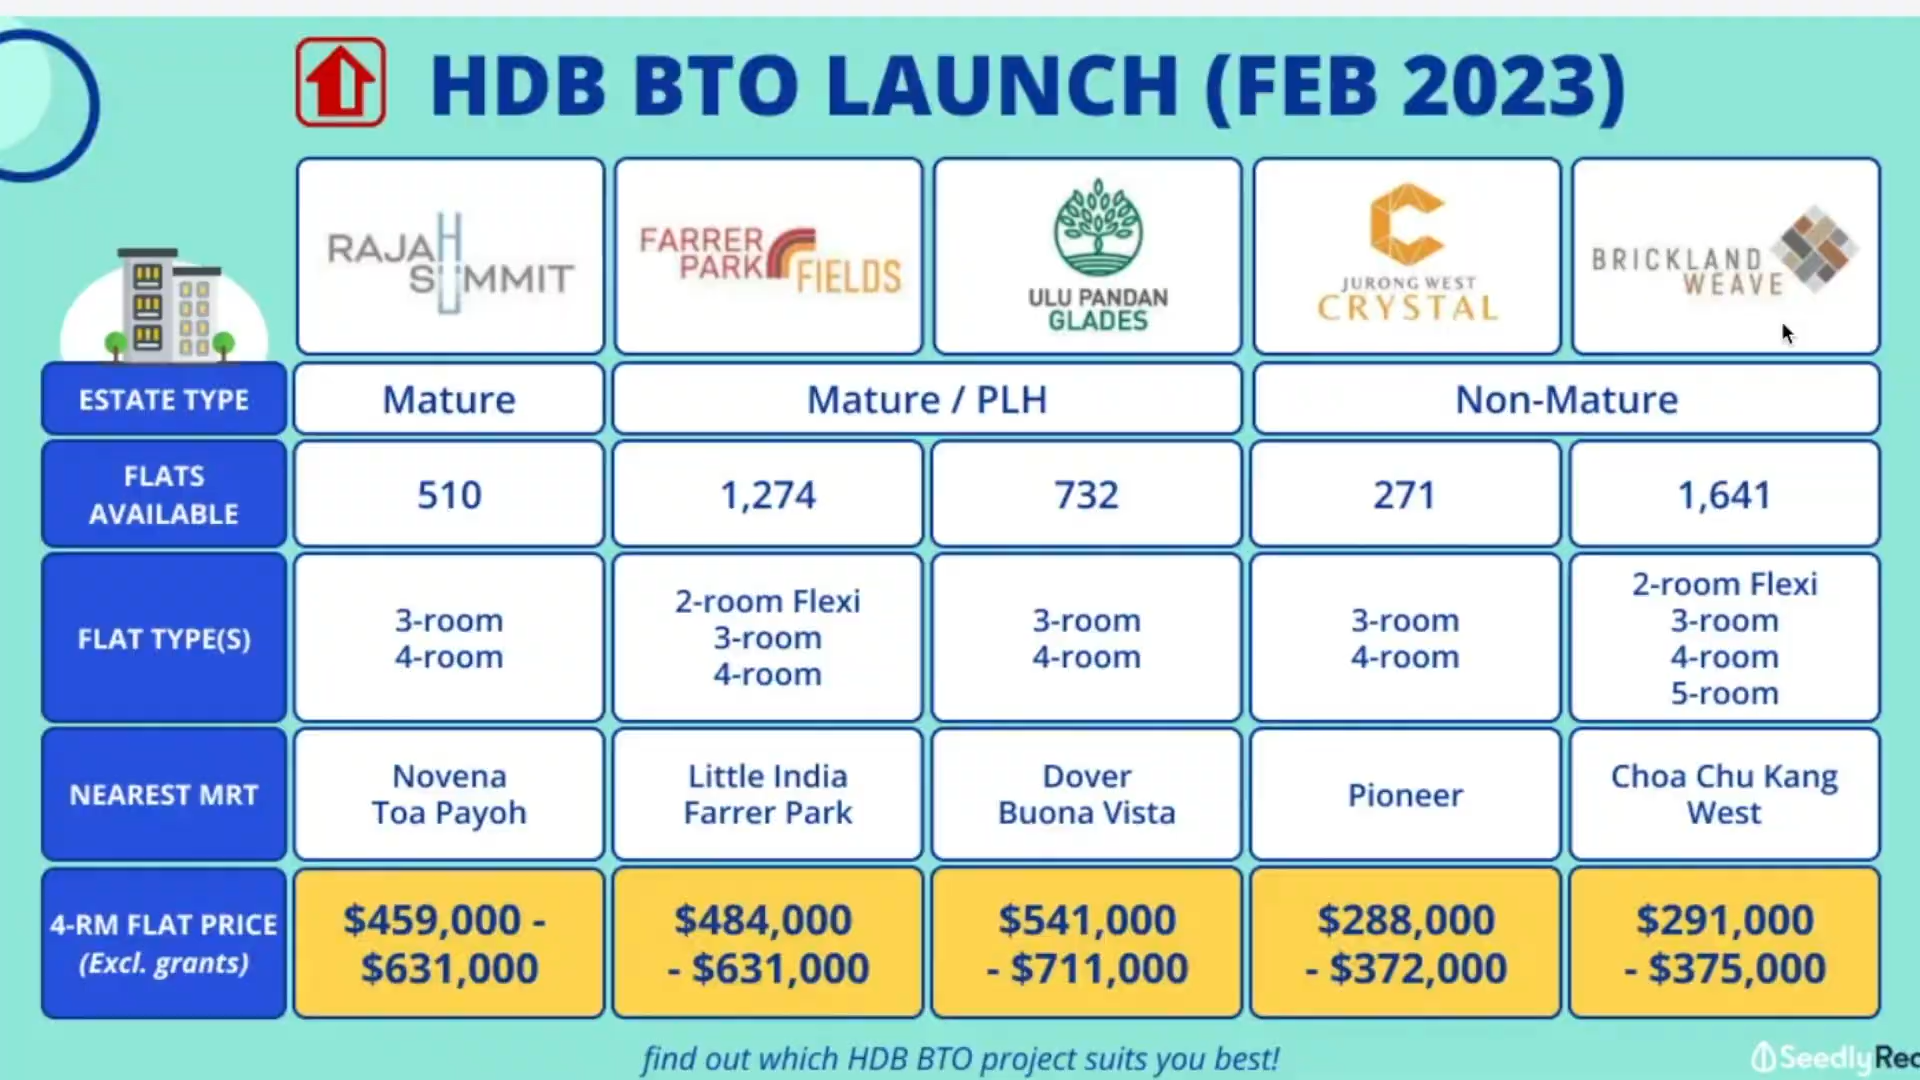 HDB BTO LAUNCH (FEB 2023)
RAJAH
SUMMIT
FARRER
PARK
FIELDS
ULU PANDAN
GLADES
JURONG WEST
CRYSTAL
BRICKLAND
WEAVE
ESTATE TYPE
Mature
Mature / PLH
Non-Mature
FLATS
AVAILABLE
510
1,274
732
271
1,641
FLAT TYPE(S)
3-room
4-room
2-room Flexi
3-room
4-room
3-room
4-room
3-room
4-room
2-room Flexi
3-room
4-room
5-room
NEAREST MRT
Novena
Toa Payoh
Little India
Farrer Park
Dover
Buona Vista
Pioneer
Choa Chu Kang
West
4-RM FLAT PRICE
(Excl. grants)
$459,000 -
$631,000
$484,000
- $631,000
$541,000
- $711,000
$288,000
- $372,000
$291,000
- $375,000
find out which HDB BTO project suits you best!
SeedlyRec